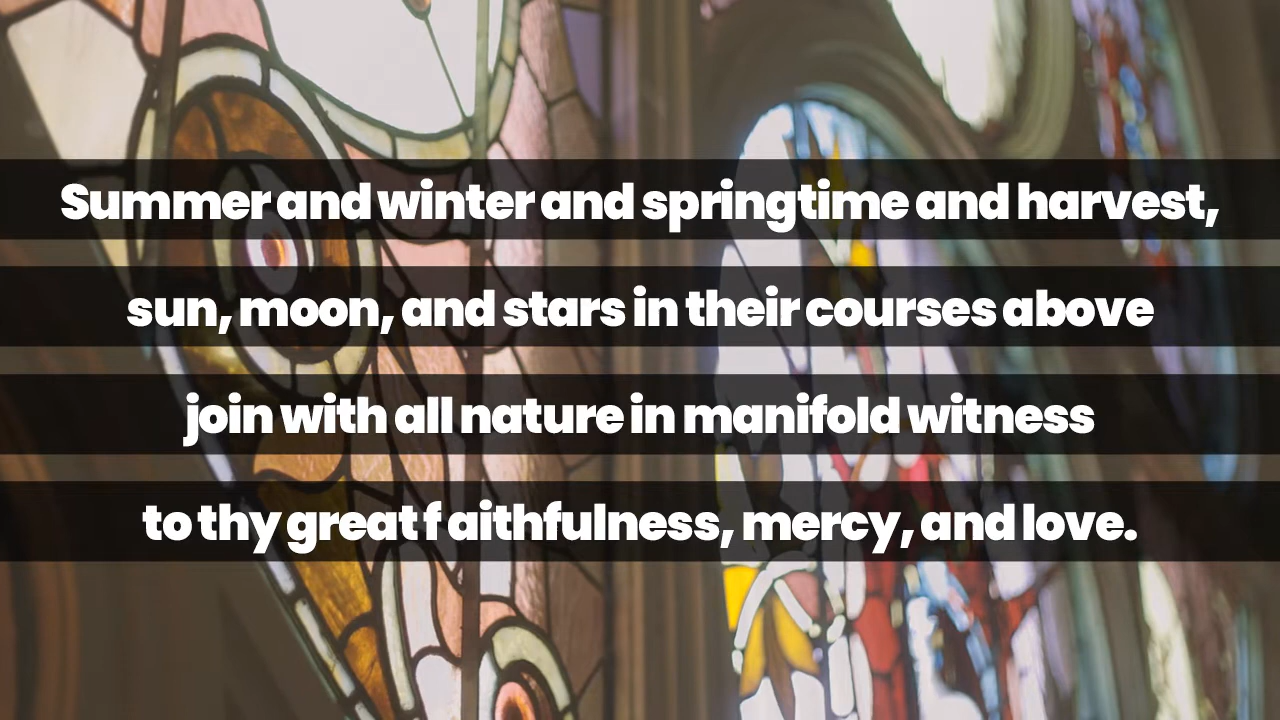 Summer and winter and springtime and harvest,
sun, moon, and stars in their courses above
join with all nature in manifold witness
to thy great faithfulness, mercy, and love.